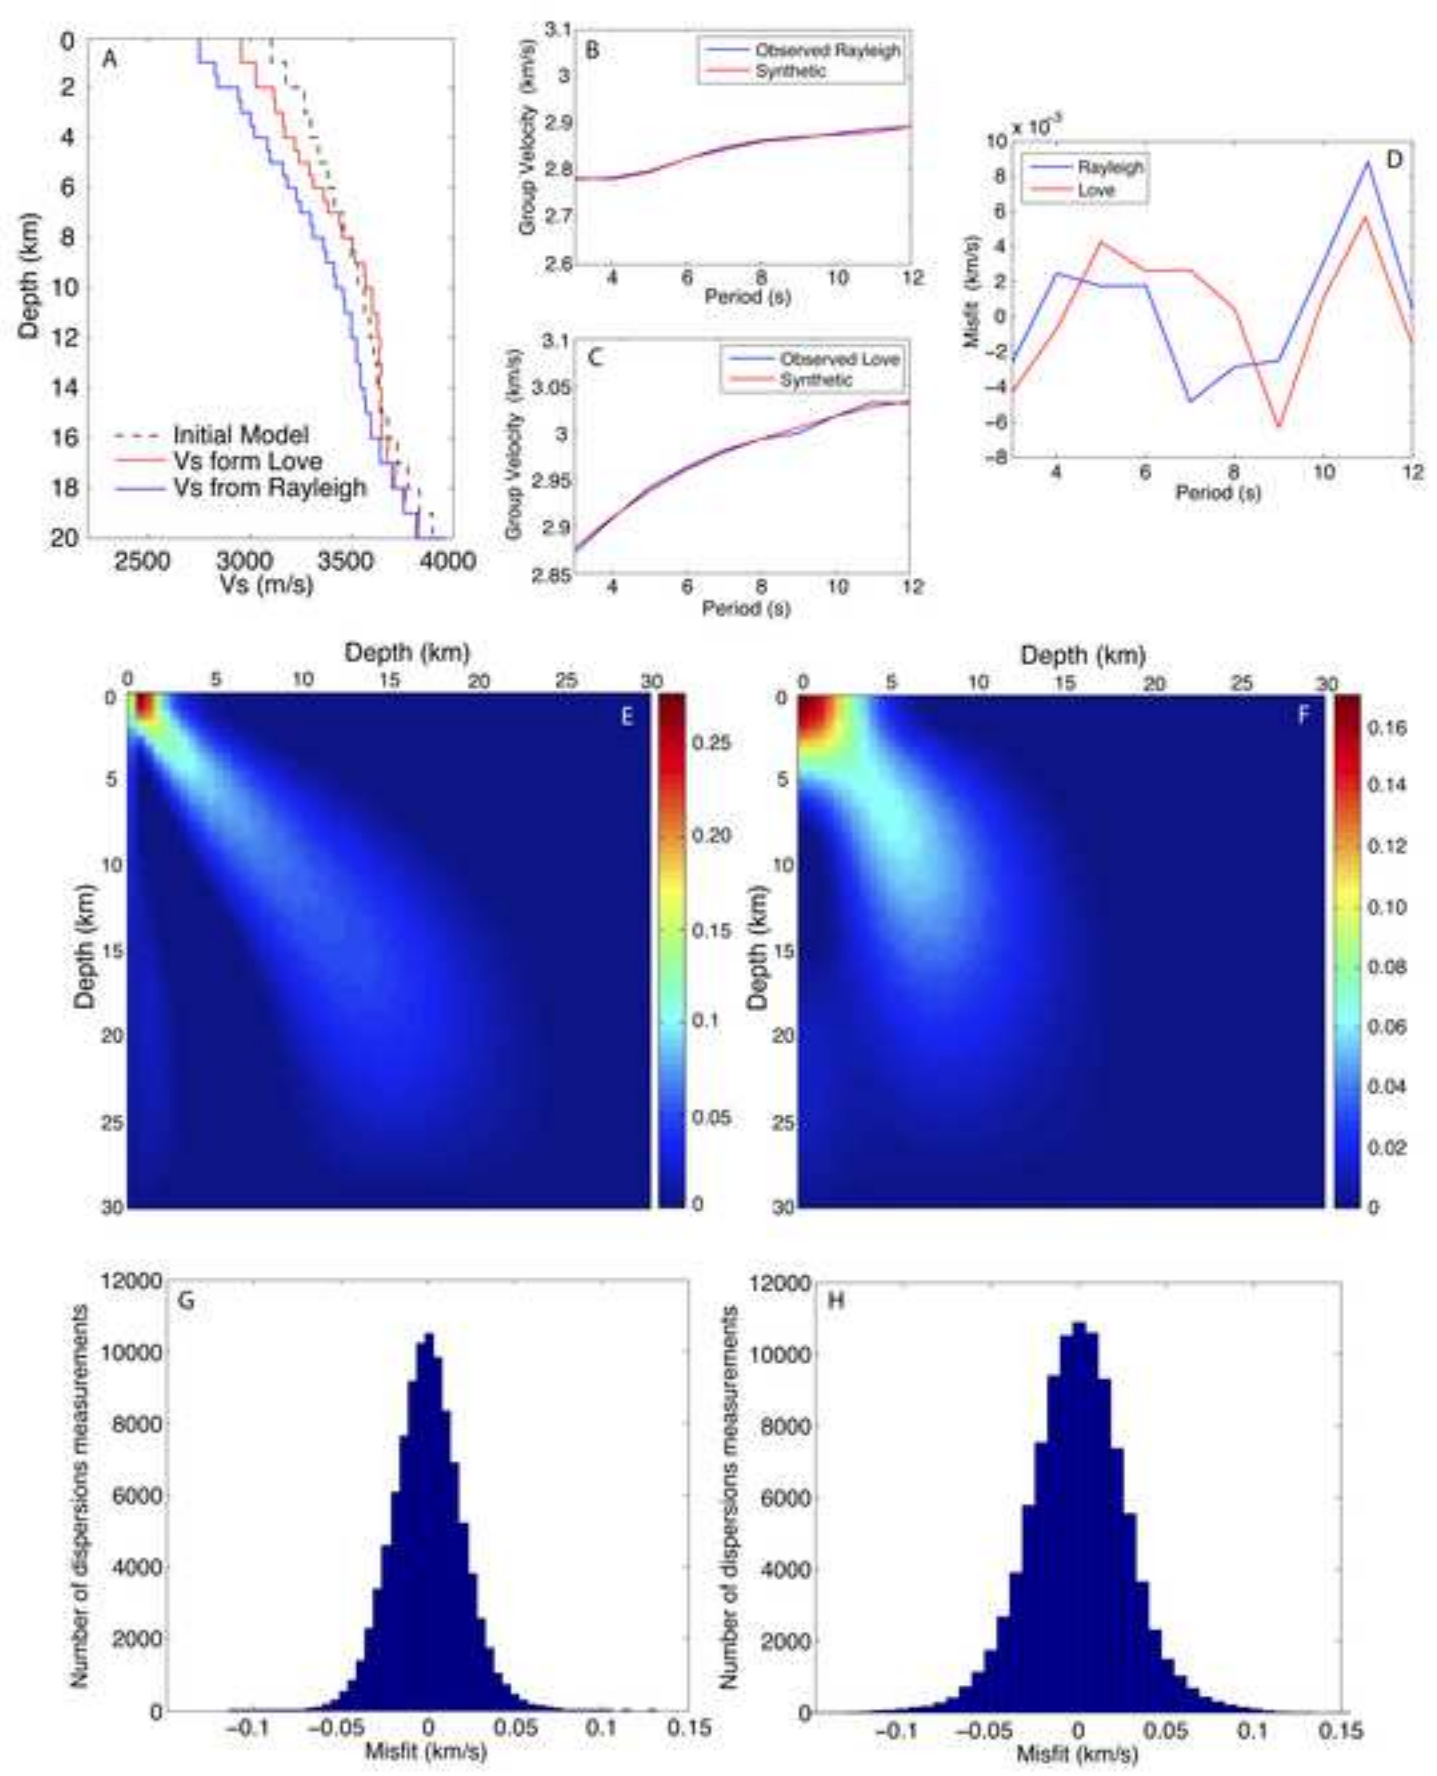 A
0
2
4
6
8
10
12
14
16
18
20
Depth (km)
Initial Model
Vs form Love
Vs from Rayleigh
2500 3000 3500 4000
Vs (m/s)
B
Observed Rayleigh
Synthetic
3.1
3
2.9
2.8
2.7
2.6
Group Velocity (km/s)
4 6 8 10 12
Period (s)
C
Observed Love
Synthetic
3.1
3.05
3
2.95
2.9
2.85
Group Velocity (km/s)
4 6 8 10 12
Period (s)
x 10⁻³
D
Rayleigh
Love
10
8
6
4
2
0
−2
−4
−6
−8
Misfit (km/s)
4 6 8 10 12
Period (s)
Depth (km)
0 5 10 15 20 25 30
E
0
5
10
15
20
25
30
Depth (km)
0.25
0.20
0.15
0.1
0.05
0
Depth (km)
0 5 10 15 20 25 30
F
0
5
10
15
20
25
30
Depth (km)
0.16
0.14
0.12
0.10
0.08
0.06
0.04
0.02
0
G
12000
10000
8000
6000
4000
2000
0
Number of dispersions measurements
−0.1 −0.05 0 0.05 0.1 0.15
Misfit (km/s)
H
12000
10000
8000
6000
4000
2000
0
Number of dispersions measurements
−0.1 −0.05 0 0.05 0.1 0.15
Misfit (km/s)